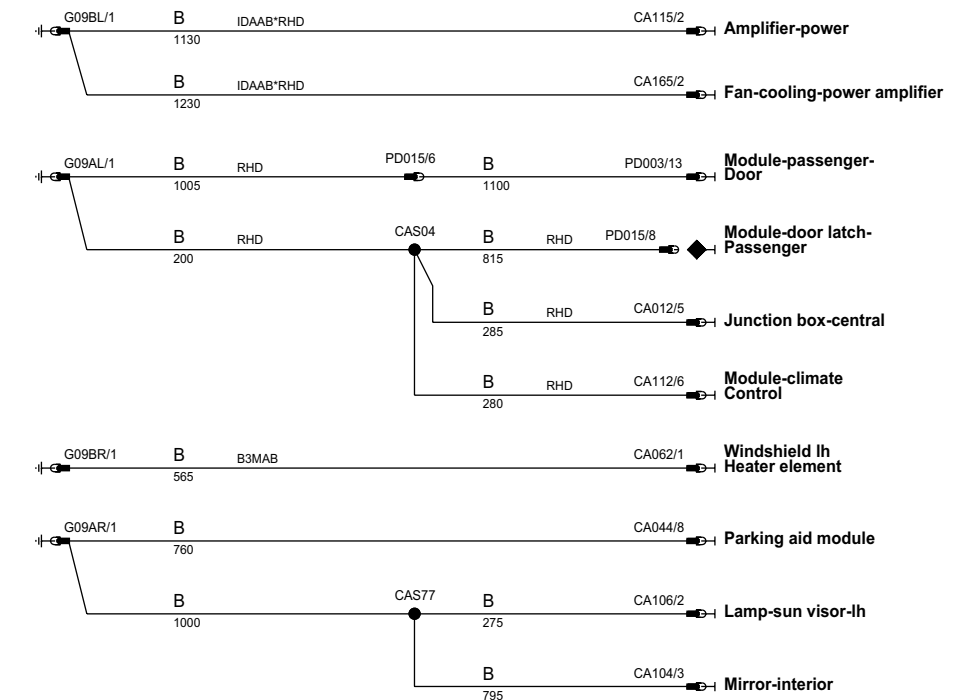 G09BL/1 B IDAAB*RHD CA115/2 Amplifier-power
1130
B IDAAB*RHD CA165/2 Fan-cooling-power amplifier
1230
G09AL/1 B RHD PD015/6 B PD003/13 Module-passenger-
Door
1005 1100
B RHD CAS04 B RHD PD015/8 Module-door latch-
Passenger
200 815
B RHD CA012/5 Junction box-central
285
B RHD CA112/6 Module-climate
Control
280
G09BR/1 B B3MAB CA062/1 Windshield lh
Heater element
565
G09AR/1 B CA044/8 Parking aid module
760
B CAS77 B CA106/2 Lamp-sun visor-lh
1000 275
B CA104/3 Mirror-interior
795